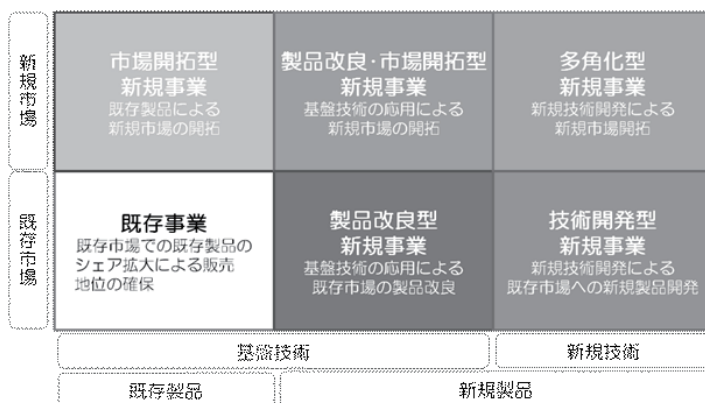 新規市場
市場開拓型
新規事業
既存製品による
新規市場の開拓
製品改良・市場開拓型
新規事業
基盤技術の応用による
新規市場の開拓
多角化型
新規事業
新規技術開発による
新規市場開拓
既存市場
既存事業
既存市場での既存製品の
シェア拡大による販売
地位の確保
製品改良型
新規事業
基盤技術の応用による
既存市場の製品改良
技術開発型
新規事業
新規技術開発による
既存市場への新規製品開発
基盤技術
新規技術
既存製品
新規製品